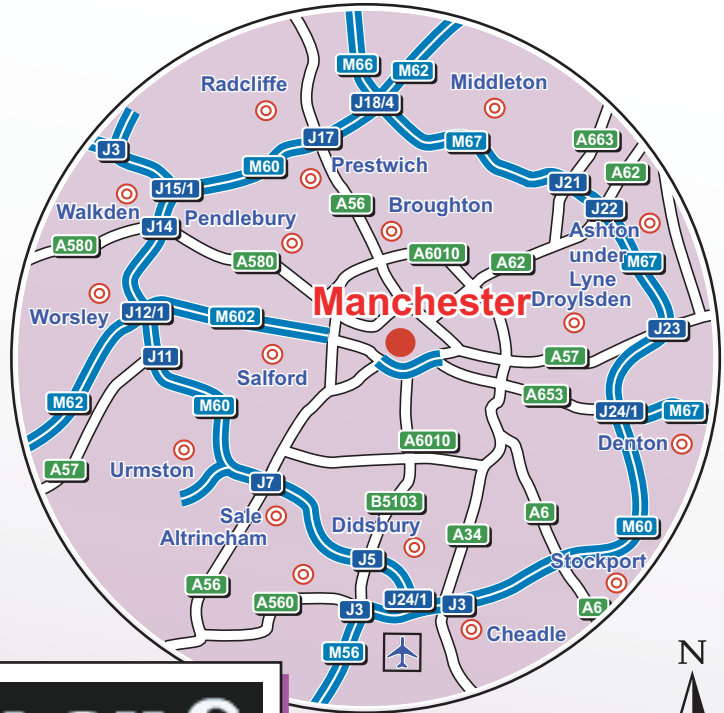 M66
M62
Radcliffe
Middleton
J18/4
J17
M67
A663
J3
M60
Prestwich
A62
J15/1
J21
Walkden
Pendlebury
A56
Broughton
J22
J14
Ashton
under
Lyne
A580
A580
A6010
A62
M67
Manchester
Droylsden
Worsley
J12/1
M602
J23
J11
Salford
A57
M62
M60
A653
J24/1
M67
A6010
Denton
A57
Urmston
J7
B5103
Sale
Didsbury
A6
M60
Altrincham
A34
J5
Stockport
A56
A560
J3
J24/1
J3
A6
Cheadle
M56
N